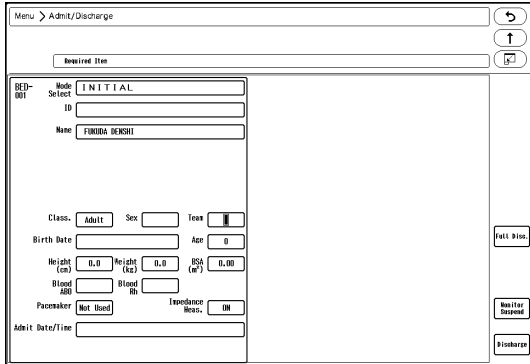 Menu > Admit/Discharge
Required Item
BED-001 Mode Select INITIAL
ID
Name FUKUDA DENSHI
Class. Adult Sex Team
Birth Date Age 0
Height (cm) 0.0 Weight (kg) 0.0 BSA (m²) 0.00
Blood ABO Blood Rh
Pacemaker Not Used Impedance Meas. ON
Admit Date/Time
Full Disc.
Monitor Suspend
Discharge